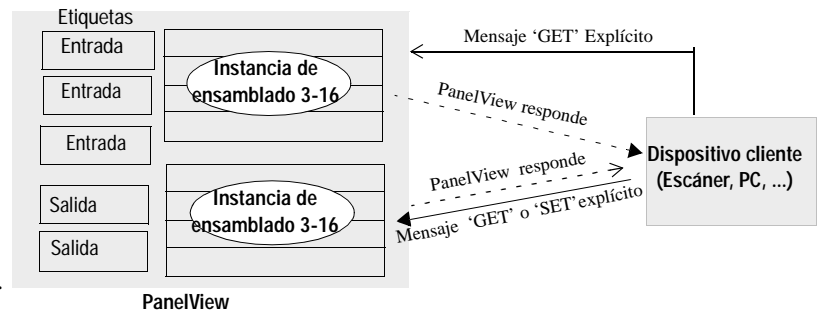 Etiquetas
Entrada
Entrada
Entrada
Salida
Salida
Instancia de
ensamblado 3-16
Instancia de
ensamblado 3-16
PanelView
Mensaje ‘GET’ Explícito
PanelView responde
PanelView responde
Mensaje ‘GET’ o ‘SET’ explícito
Dispositivo cliente
(Escáner, PC, ...)